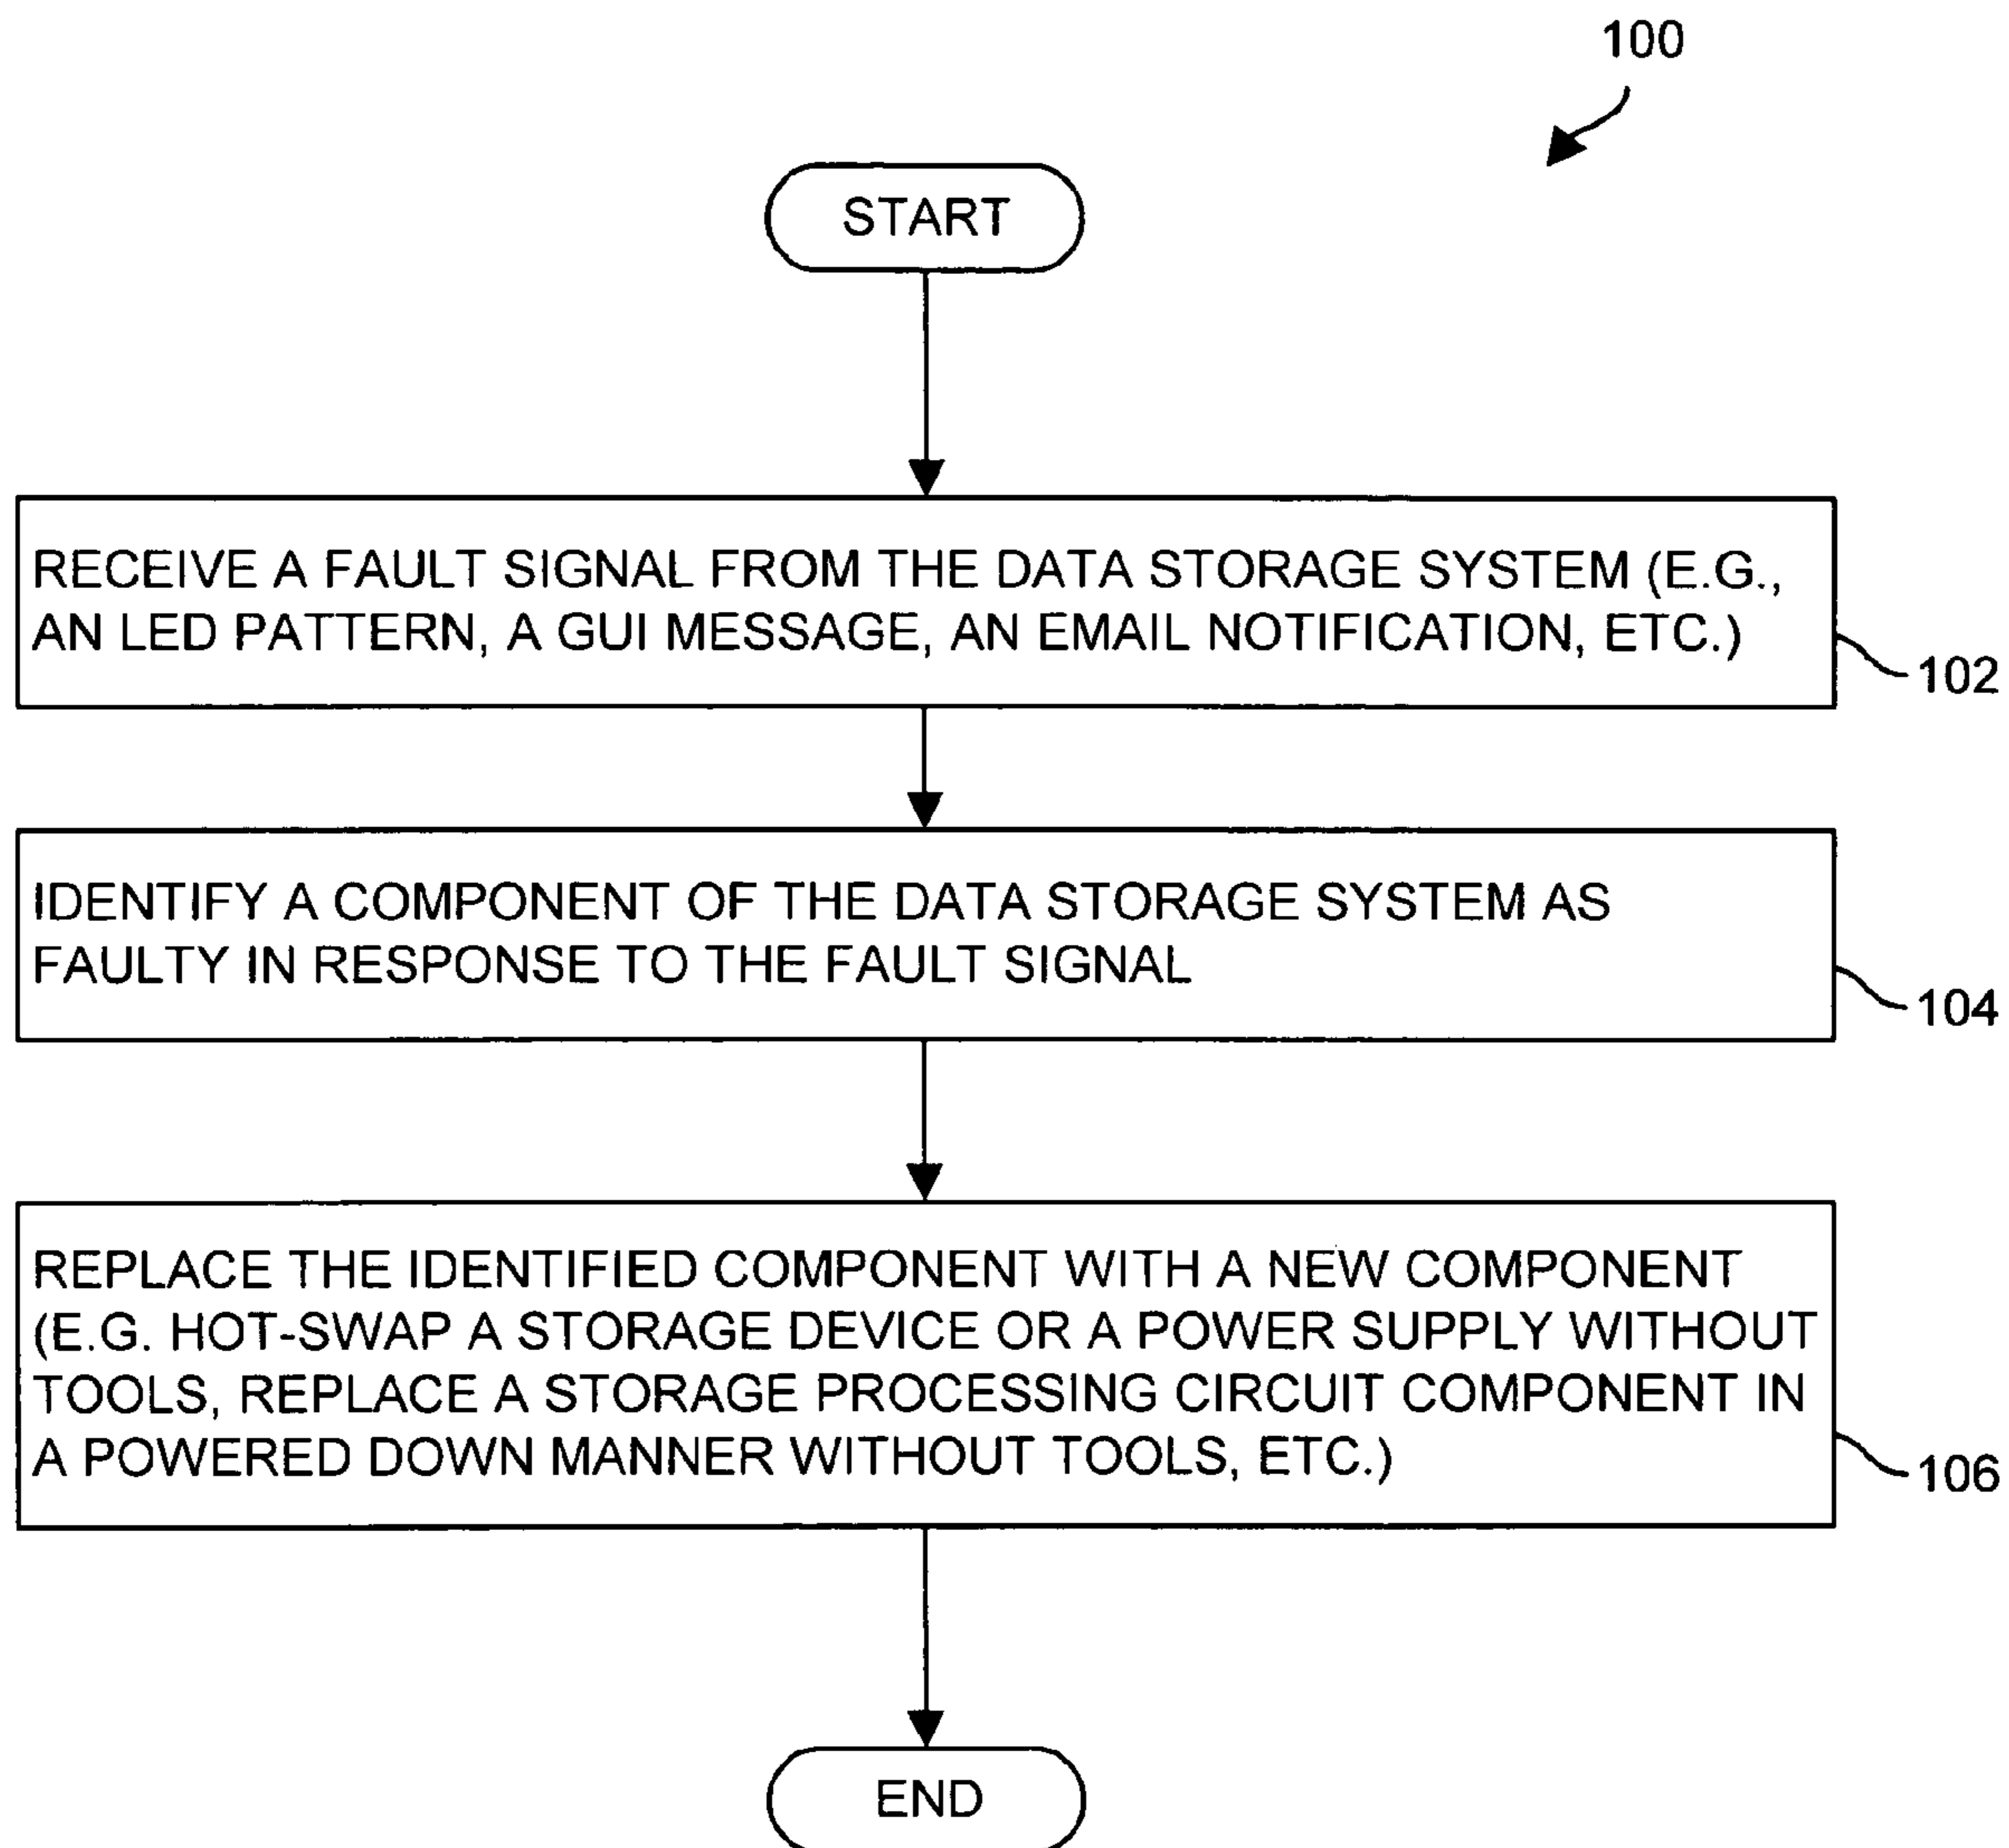 100
START
RECEIVE A FAULT SIGNAL FROM THE DATA STORAGE SYSTEM (E.G.,
AN LED PATTERN, A GUI MESSAGE, AN EMAIL NOTIFICATION, ETC.)
102
IDENTIFY A COMPONENT OF THE DATA STORAGE SYSTEM AS
FAULTY IN RESPONSE TO THE FAULT SIGNAL
104
REPLACE THE IDENTIFIED COMPONENT WITH A NEW COMPONENT
(E.G. HOT-SWAP A STORAGE DEVICE OR A POWER SUPPLY WITHOUT
TOOLS, REPLACE A STORAGE PROCESSING CIRCUIT COMPONENT IN
A POWERED DOWN MANNER WITHOUT TOOLS, ETC.)
106
END